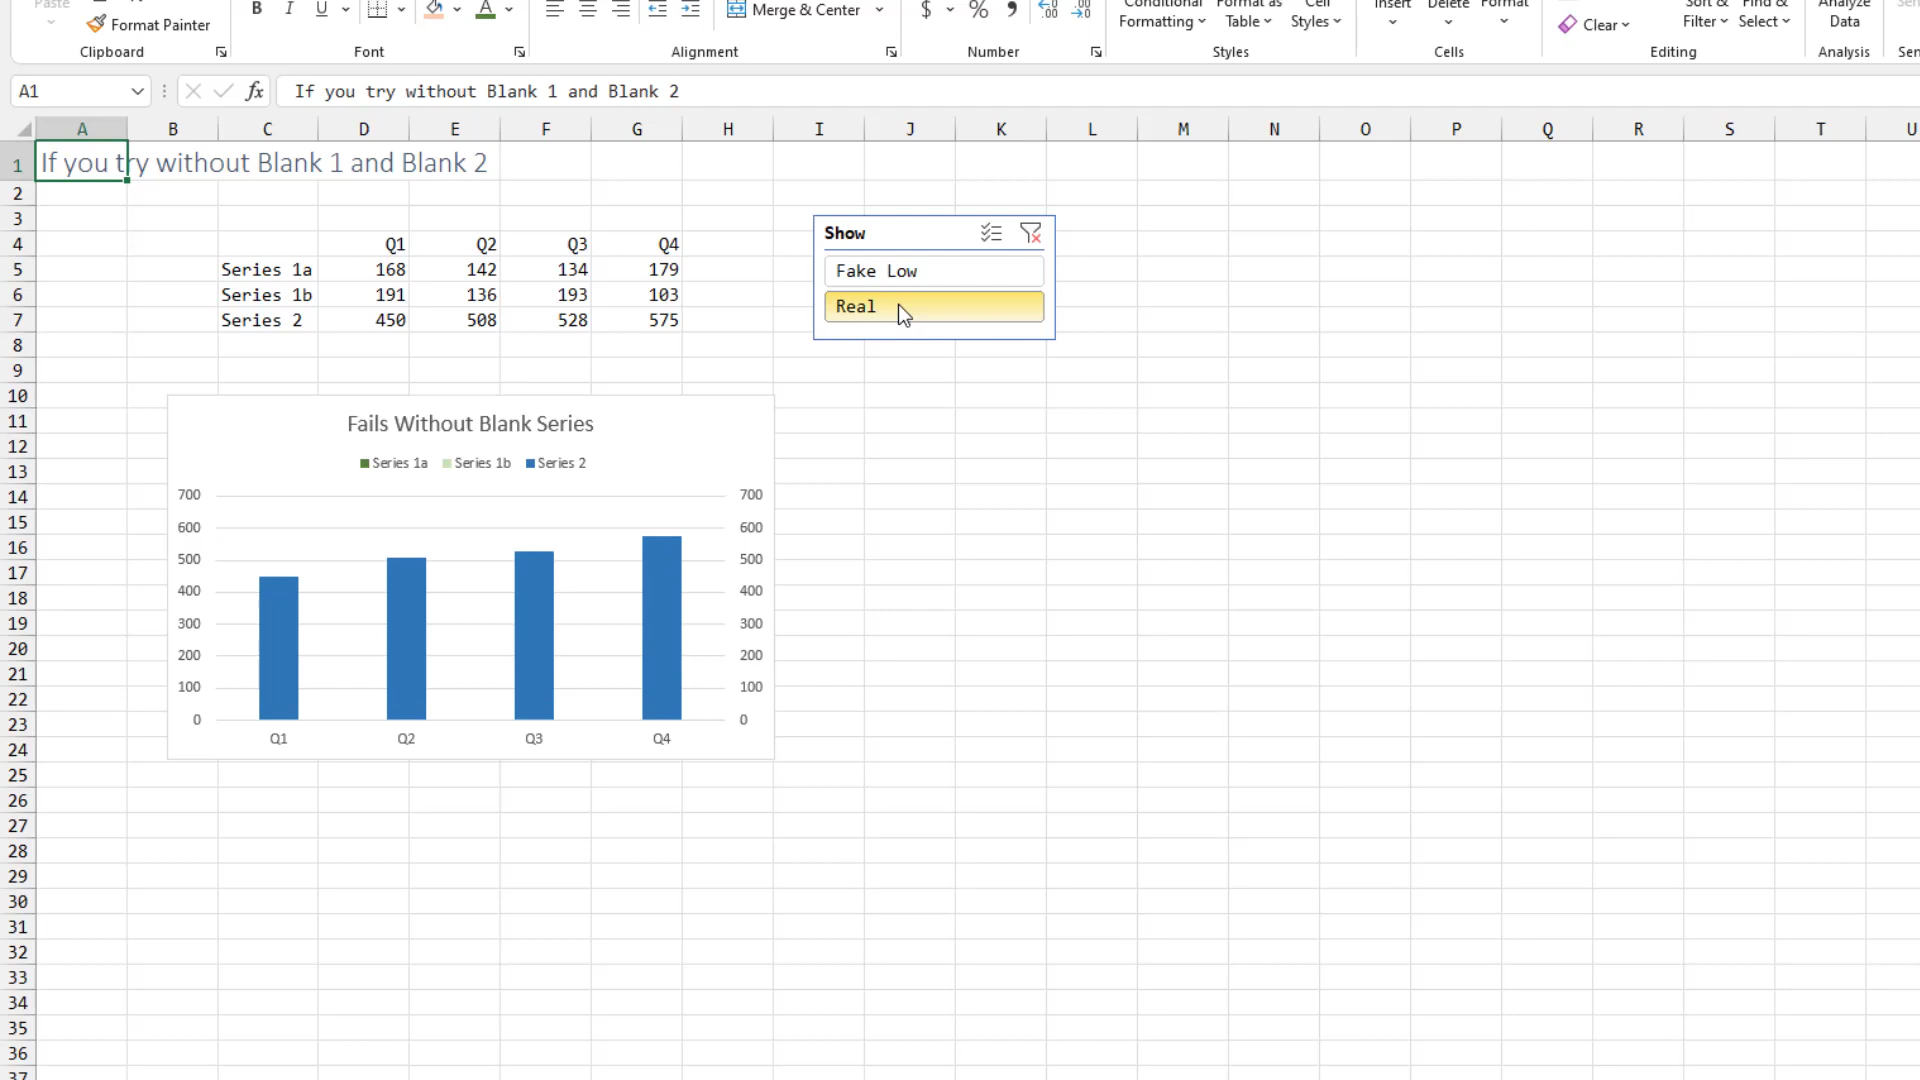 Paste
Format Painter
B I U A
Merge & Center
$ % 9
Conditional Formatting
Format as Table
Cell Styles
Insert Delete Format
Clear
Sort & Filter
Find & Select
Analyze Data
Clipboard Font Alignment Number Styles Cells Editing Analysis Sen
A1 fx If you try without Blank 1 and Blank 2
A B C D E F G H I J K L M N O P Q R S T U
1 If you try without Blank 1 and Blank 2
2
3
4 Q1 Q2 Q3 Q4
5 Series 1a 168 142 134 179
6 Series 1b 191 136 193 103
7 Series 2 450 508 528 575
Show
Fake Low
Real
8
9
10
11
12
13
14
15
16
17
18
19
20
21
22
23
24
25
26
27
28
29
30
31
32
33
34
35
36
37
Fails Without Blank Series
Series 1a Series 1b Series 2
700 700
600 600
500 500
400 400
300 300
200 200
100 100
0 0
Q1 Q2 Q3 Q4